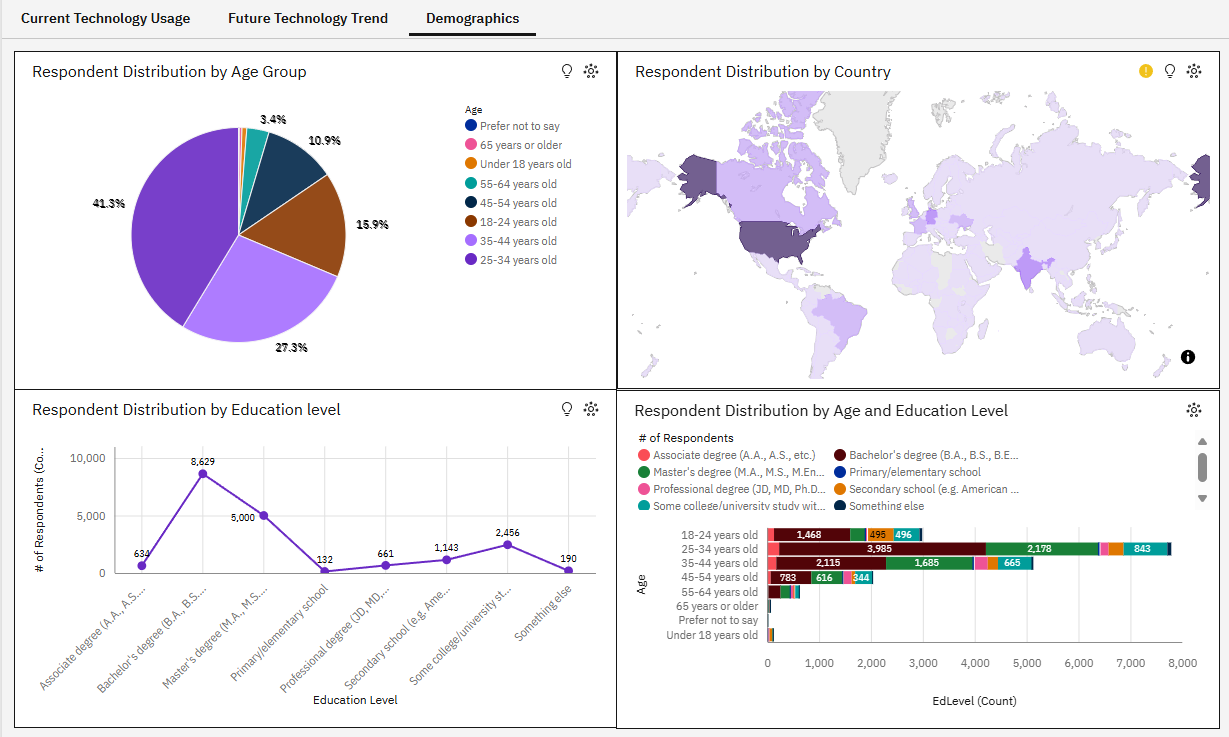 Current Technology Usage
Future Technology Trend
Demographics
Respondent Distribution by Age Group
3.4%
10.9%
41.3%
15.9%
27.3%
Age
Prefer not to say
65 years or older
Under 18 years old
55-64 years old
45-54 years old
18-24 years old
35-44 years old
25-34 years old
Respondent Distribution by Country
Respondent Distribution by Education level
# of Respondents (Co...
10,000
5,000
0
634
8,629
5,000
132
661
1,143
2,456
190
Associate degree (A.A., A.S....
Bachelor's degree (B.A., B.S....
Master's degree (M.A., M.S....
Primary/elementary school
Professional degree (JD, MD,...
Secondary school (e.g. Ame...
Some college/university st...
Something else
Education Level
Respondent Distribution by Age and Education Level
# of Respondents
Associate degree (A.A., A.S., etc.)
Bachelor's degree (B.A., B.S., B.E...
Master's degree (M.A., M.S., M.En...
Primary/elementary school
Professional degree (JD, MD, Ph.D...
Secondary school (e.g. American ...
Some college/university study wit...
Something else
Age
18-24 years old
1,468
495
496
25-34 years old
3,985
2,178
843
35-44 years old
2,115
1,685
665
45-54 years old
783
616
344
55-64 years old
65 years or older
Prefer not to say
Under 18 years old
0
1,000
2,000
3,000
4,000
5,000
6,000
7,000
8,000
EdLevel (Count)